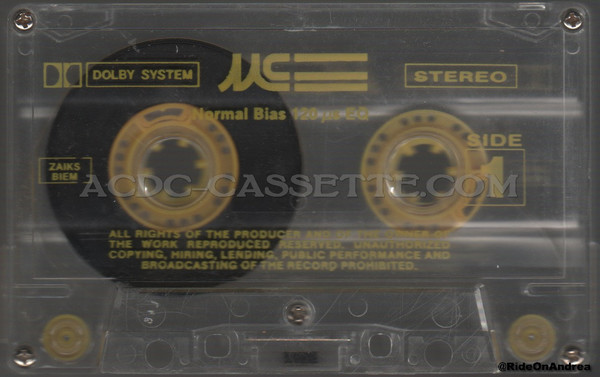 DOLBY SYSTEM
MC
STEREO
Normal Bias 120 µs EQ
SIDE
1
ZAIKS
BIEM
ACDC-CASSETTE.COM
ALL RIGHTS OF THE PRODUCER AND OF THE OWNER OF
THE WORK REPRODUCED RESERVED. UNAUTHORIZED
COPYING, HIRING, LENDING, PUBLIC PERFORMANCE AND
BROADCASTING OF THE RECORD PROHIBITED.
@RideOnAndrea